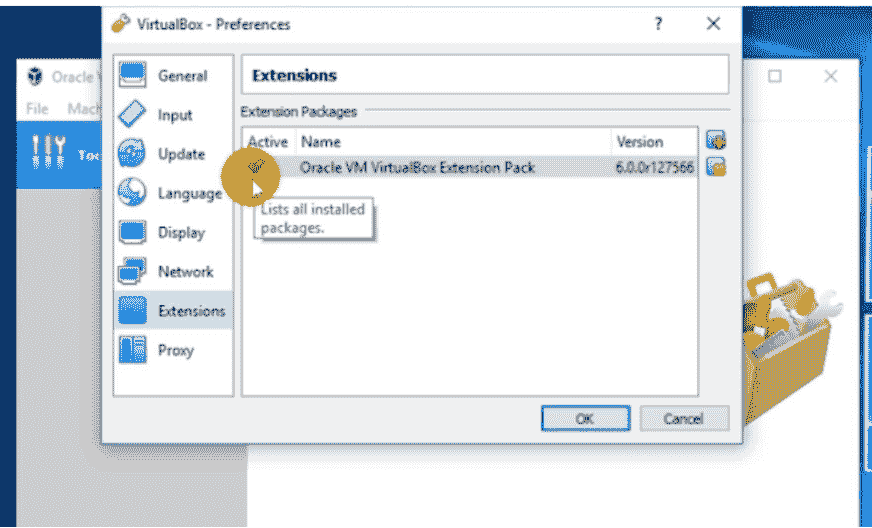 VirtualBox - Preferences
?
Oracle
File Mach
Too
General
Input
Update
Language
Display
Network
Extensions
Proxy
Extensions
Extension Packages
Active Name Version
Oracle VM VirtualBox Extension Pack 6.0.0r127566
Lists all installed
packages.
OK Cancel